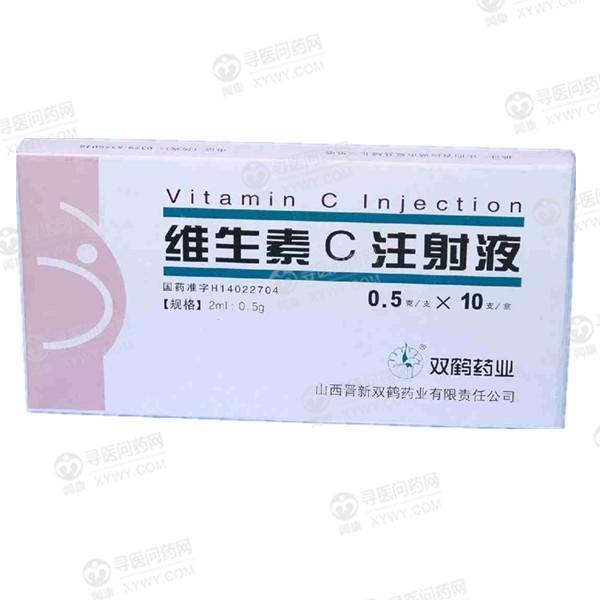 Vitamin C Injection
维生素C注射液
国药准字H14022704
【规格】2ml:0.5g
0.5克/支×10支/盒
双鹤药业
山西晋新双鹤药业有限责任公司
寻医问药网
闻康 XYWY.COM